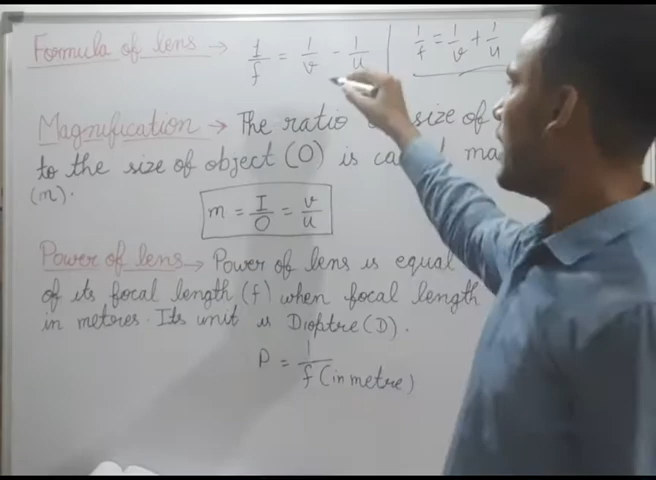 Formula of lens → 1/f = 1/v - 1/u | 1/f = 1/v + 1/u
Magnification → The ratio size of
to the size of object (O) is
(m).
m = I/O = v/u
Power of lens → Power of lens is equal
of its focal length (f) when focal length
in metres. Its unit is Dioptre (D).
P = 1/f (in metre)